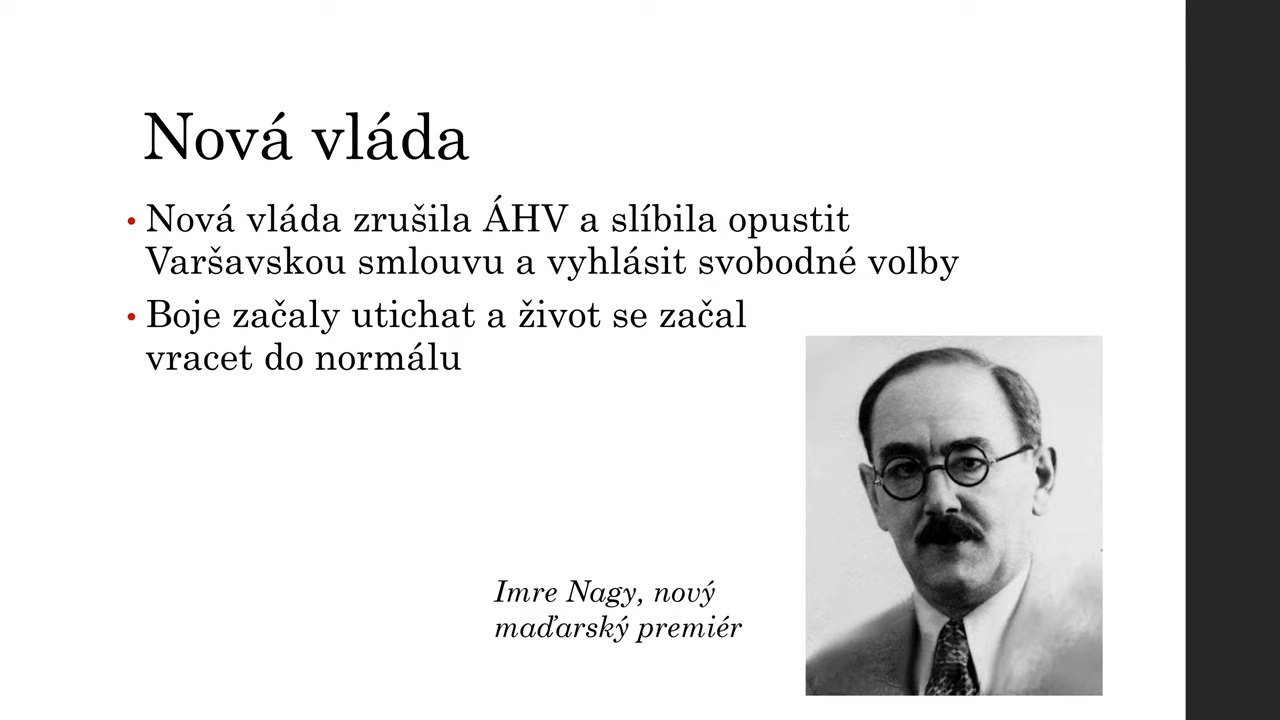 Nová vláda
• Nová vláda zrušila ÁHV a slíbila opustit
Varšavskou smlouvu a vyhlásit svobodné volby
• Boje začaly utichat a život se začal
vracet do normálu
Imre Nagy, nový
maďarský premiér